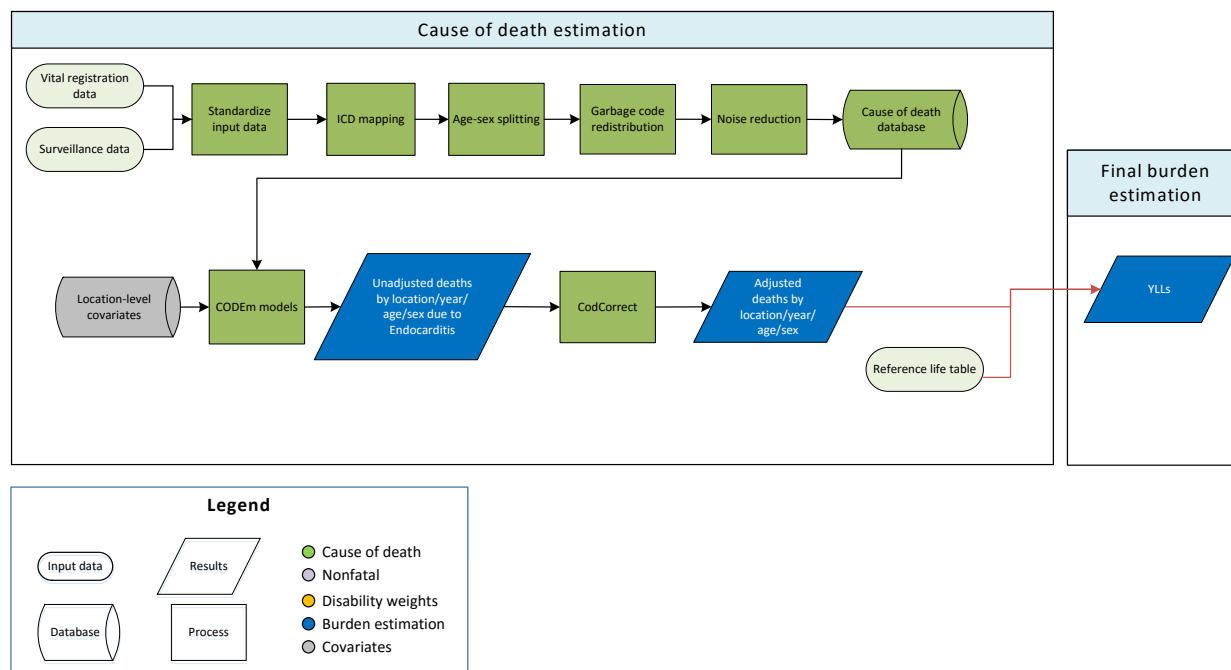 Cause of death estimation
Vital registration
data
Surveillance data
Standardize
input data
ICD mapping
Age-sex splitting
Garbage code
redistribution
Noise reduction
Cause of death
database
Final burden
estimation
Location-level
covariates
CODEm models
Unadjusted deaths
by location/year/
age/sex due to
Endocarditis
CodCorrect
Adjusted
deaths by
location/year/
age/sex
Reference life table
YLLs
Legend
Input data
Results
Database
Process
Cause of death
Nonfatal
Disability weights
Burden estimation
Covariates